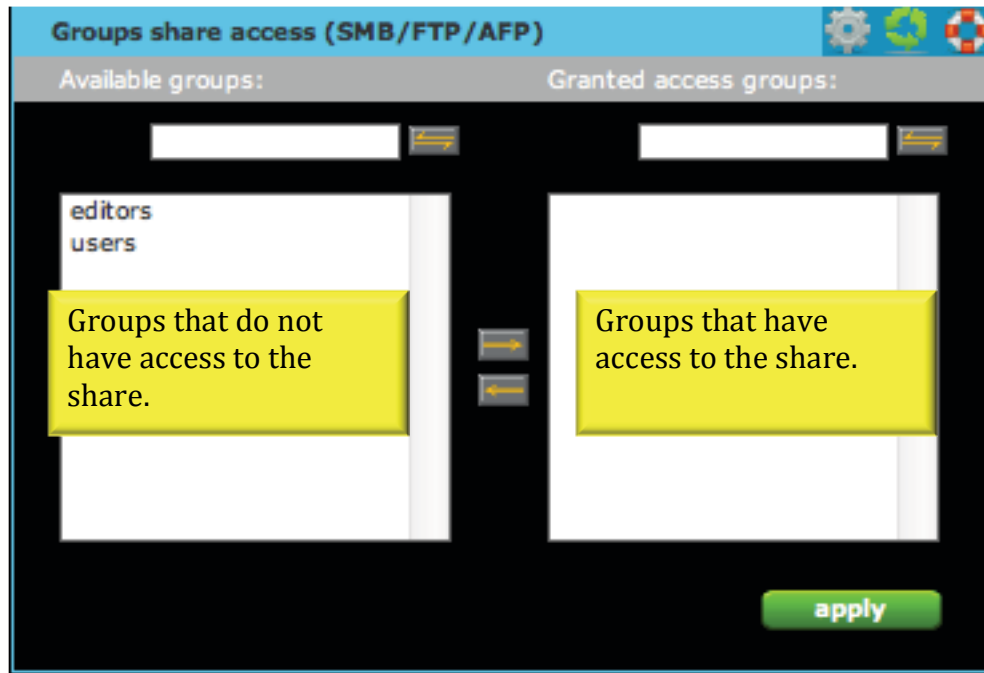 Groups share access (SMB/FTP/AFP)
Available groups:
Granted access groups:
editors
users
Groups that do not
have access to the
share.
Groups that have
access to the share.
apply